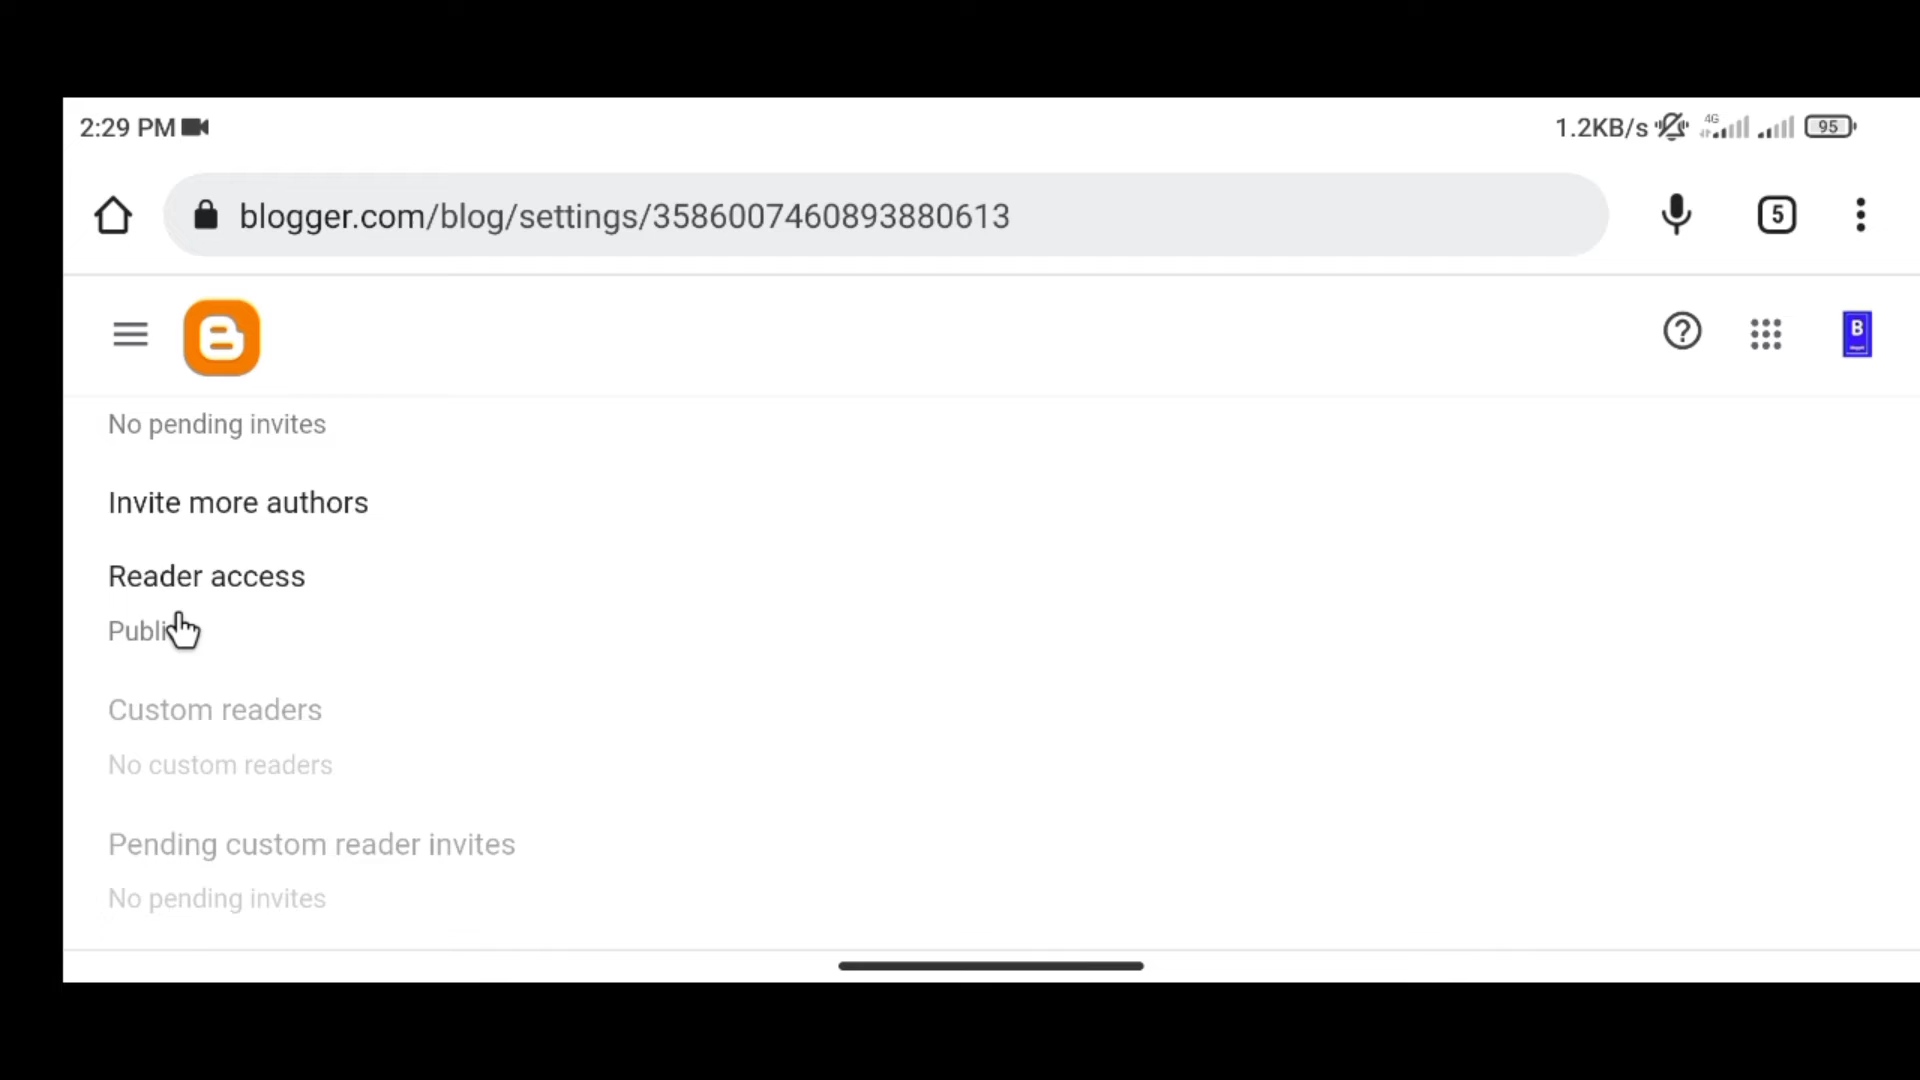 2:29 PM
1.2KB/s 4G 95
blogger.com/blog/settings/3586007460893880613
5
B
No pending invites
Invite more authors
Reader access
Publi
Custom readers
No custom readers
Pending custom reader invites
No pending invites